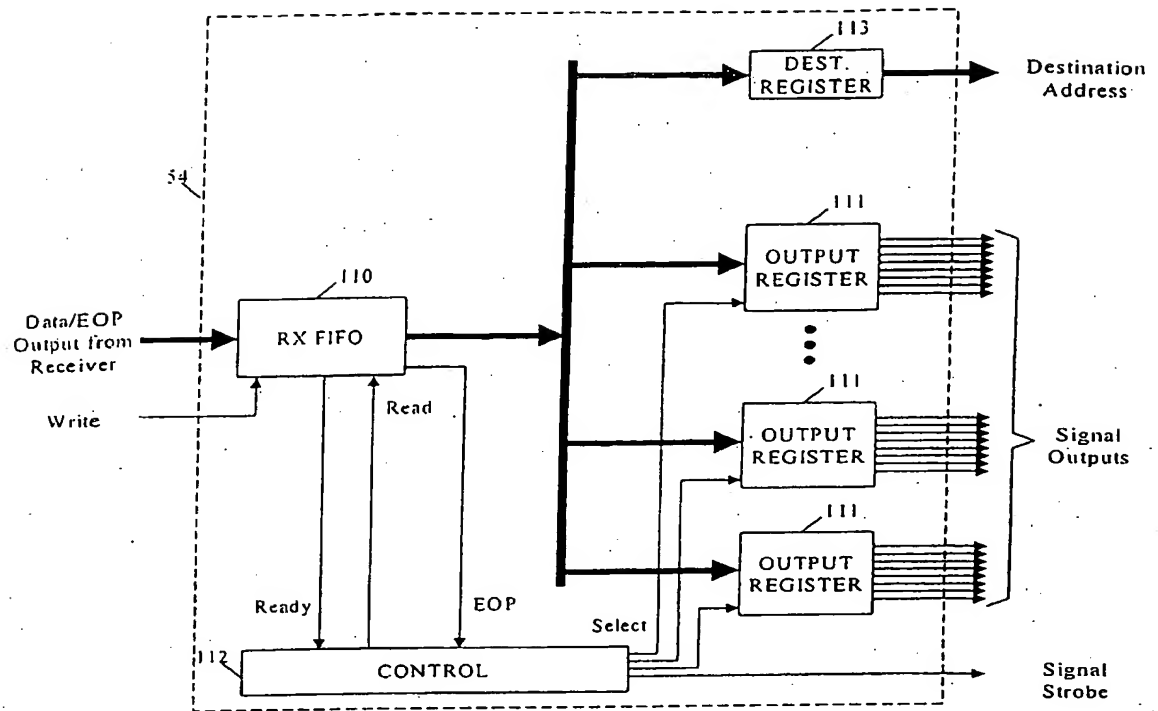 113
DEST.
REGISTER
Destination
Address
54
111
OUTPUT
REGISTER
110
Data/EOP
Output from
Receiver
RX FIFO
Write
Read
111
OUTPUT
REGISTER
Signal
Outputs
111
OUTPUT
REGISTER
Ready
EOP
Select
112
CONTROL
Signal
Strobe